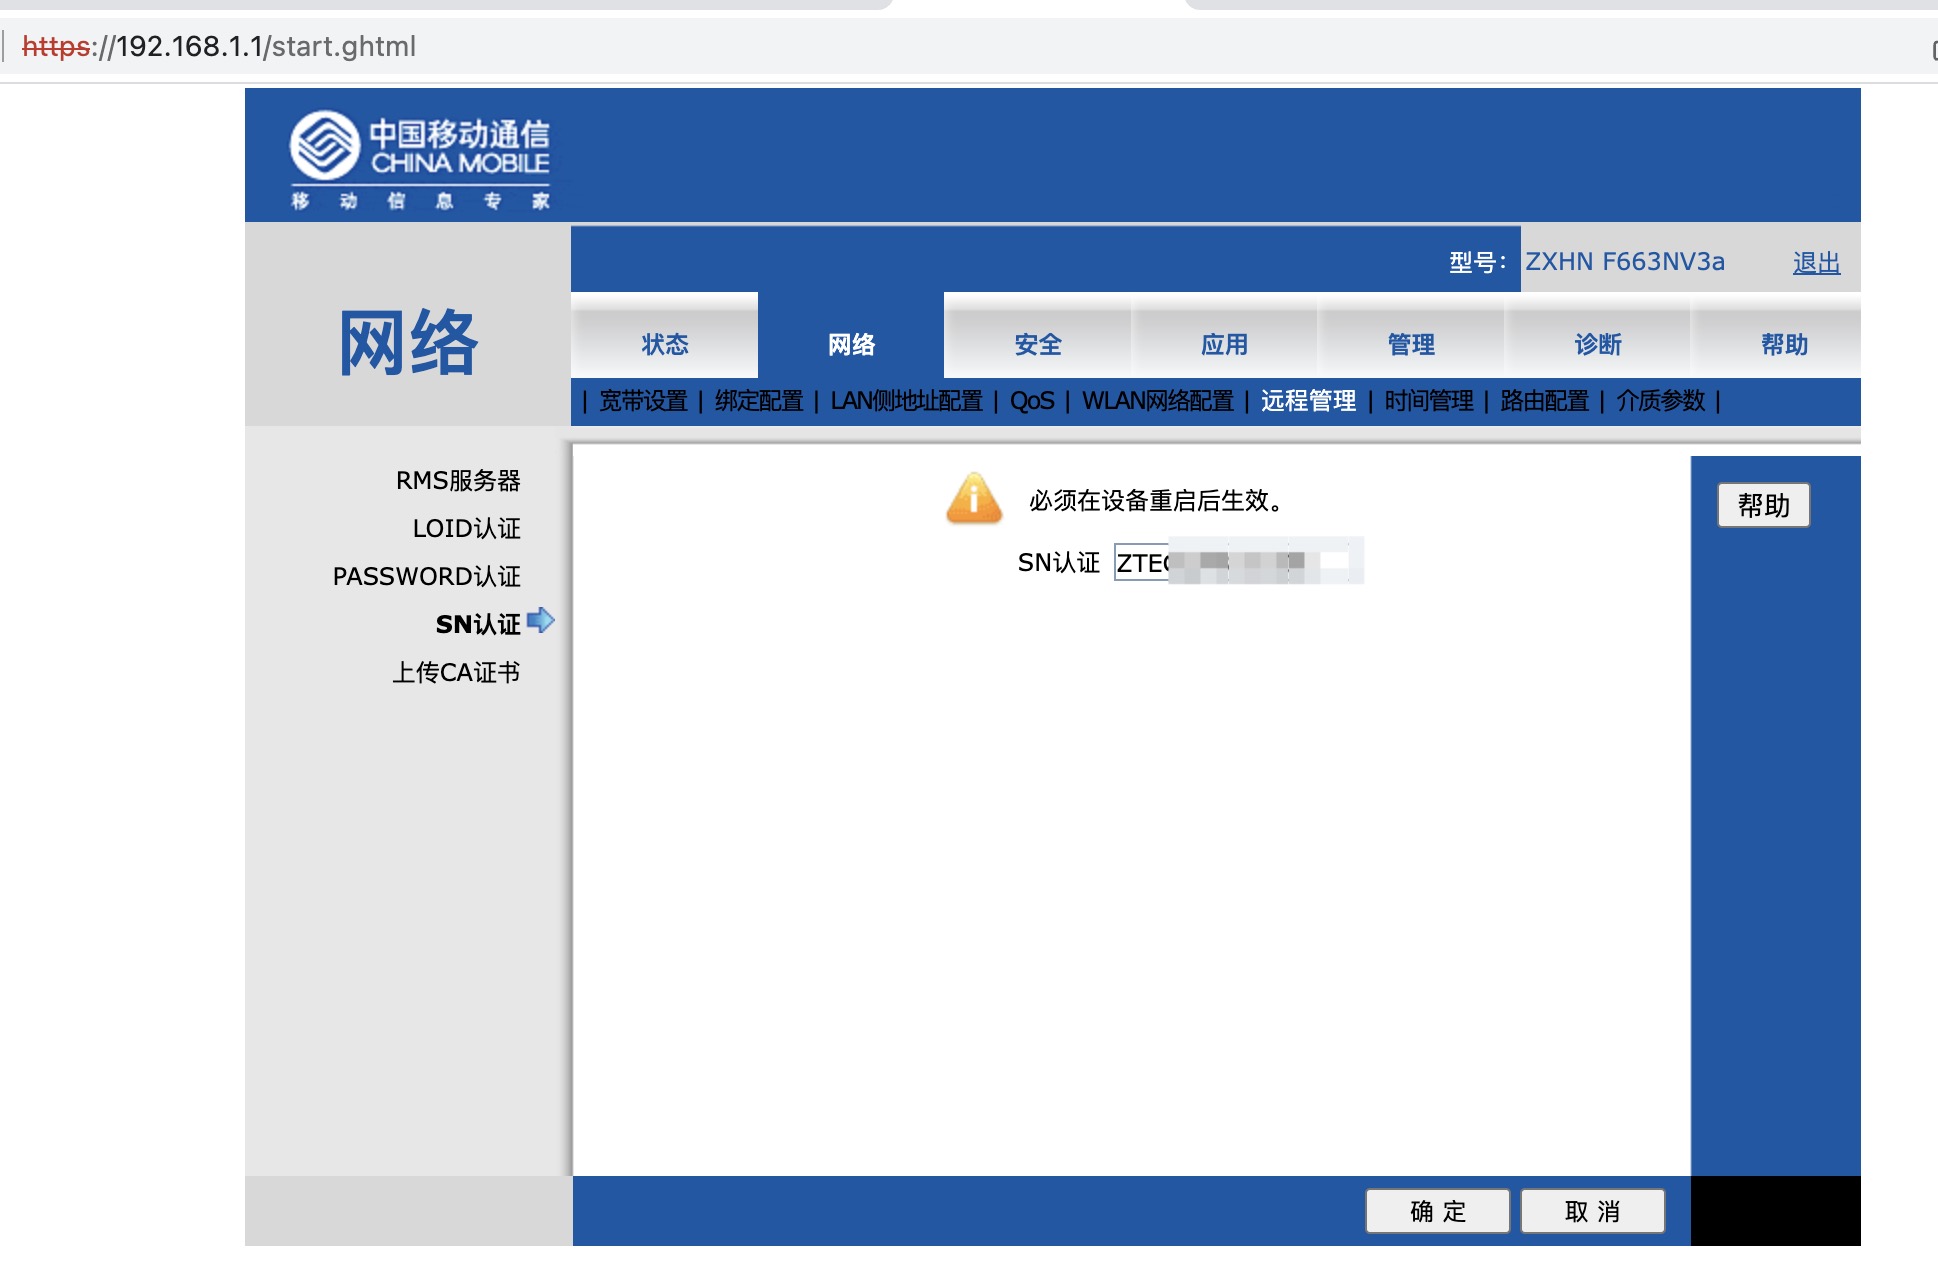 https://192.168.1.1/start.ghtml
中国移动通信
CHINA MOBILE
移动信息专家
型号： ZXHN F663NV3a 退出
网络
状态 网络 安全 应用 管理 诊断 帮助
| 宽带设置 | 绑定配置 | LAN侧地址配置 | QoS | WLAN网络配置 | 远程管理 | 时间管理 | 路由配置 | 介质参数 |
RMS服务器
LOID认证
PASSWORD认证
SN认证
上传CA证书
必须在设备重启后生效。
SN认证 ZTEC
帮助
确 定 取 消